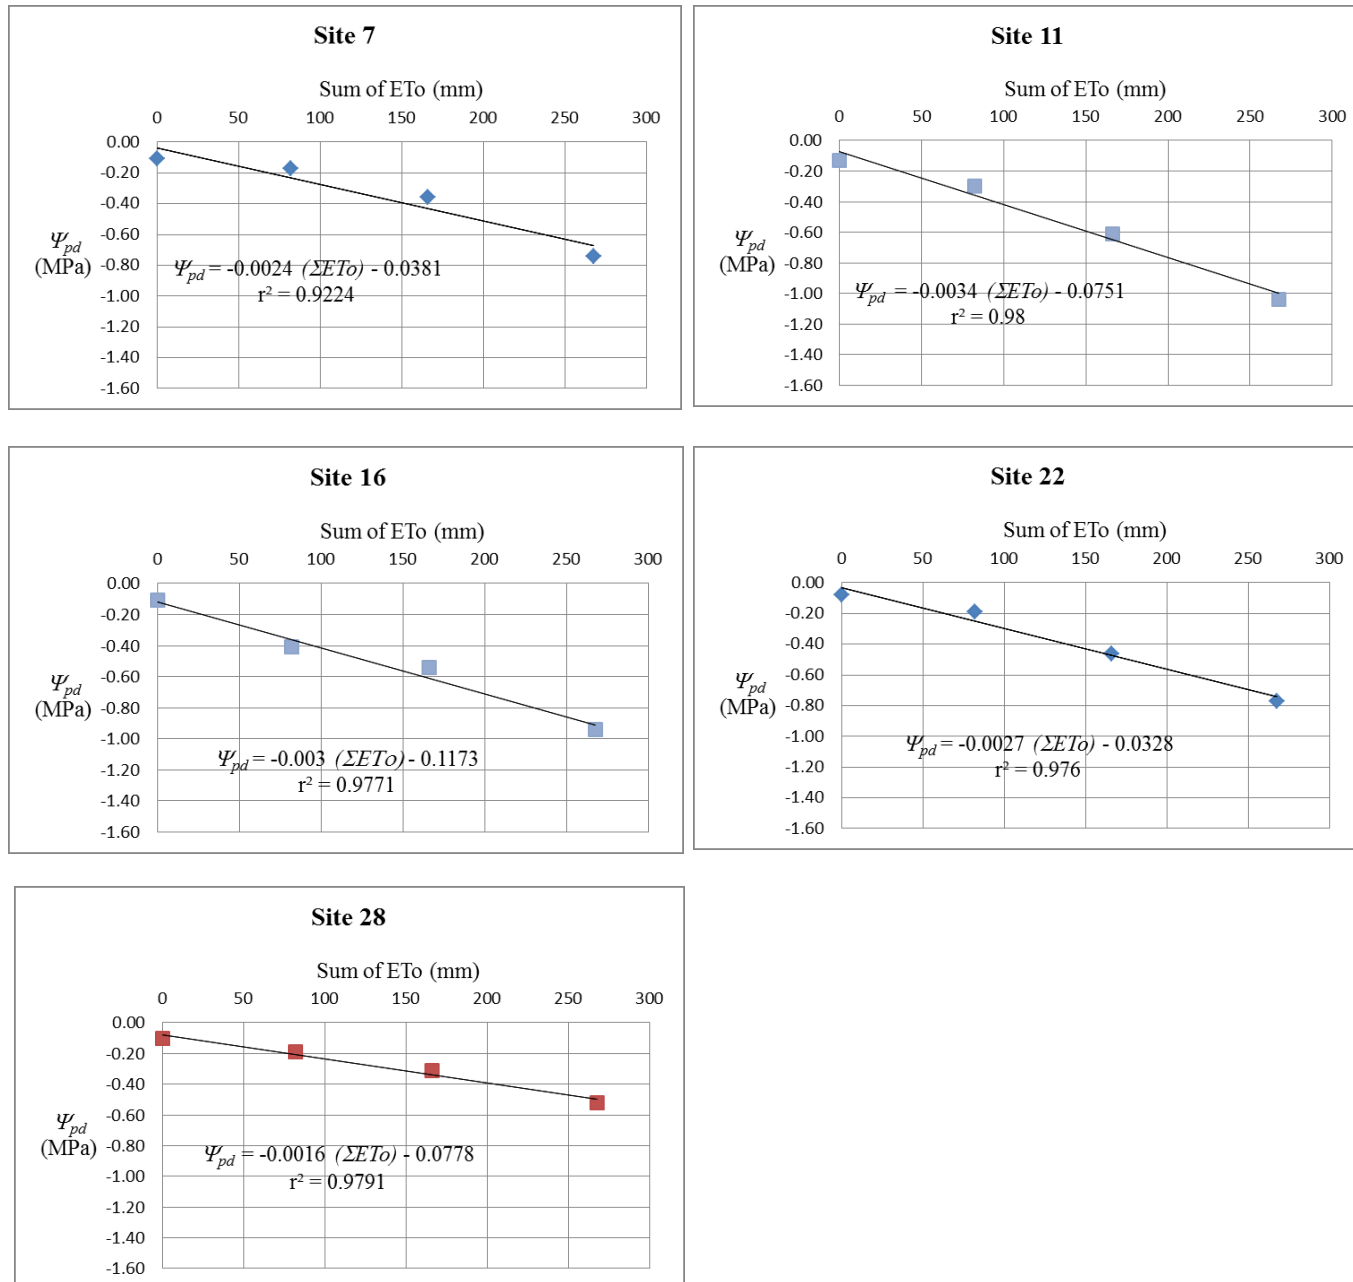 Site 7
Sum of ETo (mm)
0 50 100 150 200 250 300
0.00
-0.20
-0.40
-0.60
-0.80
-1.00
-1.20
-1.40
-1.60
Ψpd
(MPa)
Ψpd = -0.0024 (ΣETo) - 0.0381
r² = 0.9224
Site 11
Sum of ETo (mm)
0 50 100 150 200 250 300
0.00
-0.20
-0.40
-0.60
-0.80
-1.00
-1.20
-1.40
-1.60
Ψpd
(MPa)
Ψpd = -0.0034 (ΣETo) - 0.0751
r² = 0.98
Site 16
Sum of ETo (mm)
0 50 100 150 200 250 300
0.00
-0.20
-0.40
-0.60
-0.80
-1.00
-1.20
-1.40
-1.60
Ψpd
(MPa)
Ψpd = -0.003 (ΣETo) - 0.1173
r² = 0.9771
Site 22
Sum of ETo (mm)
0 50 100 150 200 250 300
0.00
-0.20
-0.40
-0.60
-0.80
-1.00
-1.20
-1.40
-1.60
Ψpd
(MPa)
Ψpd = -0.0027 (ΣETo) - 0.0328
r² = 0.976
Site 28
Sum of ETo (mm)
0 50 100 150 200 250 300
0.00
-0.20
-0.40
-0.60
-0.80
-1.00
-1.20
-1.40
-1.60
Ψpd
(MPa)
Ψpd = -0.0016 (ΣETo) - 0.0778
r² = 0.9791